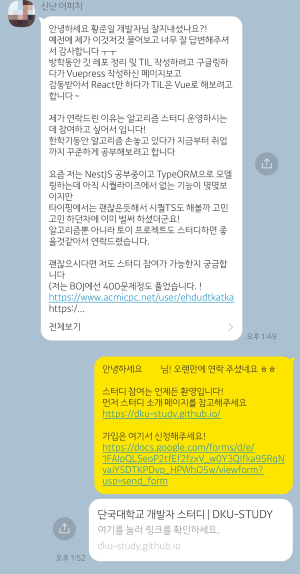 신난 어피치
안녕하세요 황준일 개발자님 잘지내셨나요?!
예전에 제가 이것저것 물어보고 너무 잘 답변해주셔
서 감사합니다 ㅜㅜ
방학동안 깃 레포 정리 및 TIL 작성하려고 구글링하
다가 Vuepress 작성하신 페이지보고
감동받아서 React만 하다가 TIL은 Vue로 해보려고
합니다~
제가 연락드린 이유는 알고리즘 스터디 운영하시는
데 참여하고 싶어서 입니다!
한학기동안 알고리즘 손놓고 있다가 지금부터 취업
까지 꾸준하게 공부해보려고 합니다
요즘 저는 NestJS 공부중이고 TypeORM으로 모델
링하는데 아직 시퀄라이즈에서 없는 기능이 몇몇보
이지만
타이핑에서는 괜찮은듯해서 시퀄TS도 해볼까 고민
고민 하던차에 이미 벌써 하셨더군요!
알고리즘뿐 아니라 토이 프로젝트도 스터디하면 좋
을것같아서 연락드렸습니다.
괜찮으시다면 저도 스터디 참여가 가능한지 궁금합
니다
(저는 BOJ에선 400문제정도 풀었습니다. !
https://www.acmicpc.net/user/ehdudtkatka
https:/...
전체보기
오후 1:49
안녕하세요 님! 오랜만에 연락 주셨네요 ㅎㅎ
스터디 참여는 언제든 환영입니다!
먼저 스터디 소개 페이지를 참고해주세요
https://dku-study.github.io/
가입은 여기서 신청해주세요!
https://docs.google.com/forms/d/e/
1FAIpQLSeoP2tfEf2fzxV_w0Y3QIfka9SRqN
vaiY5DTKPDyp_HPWhOSw/viewform?
usp=send_form
단국대학교 개발자 스터디 | DKU-STUDY
여기를 눌러 링크를 확인하세요.
dku-study.github.io
오후 1:52